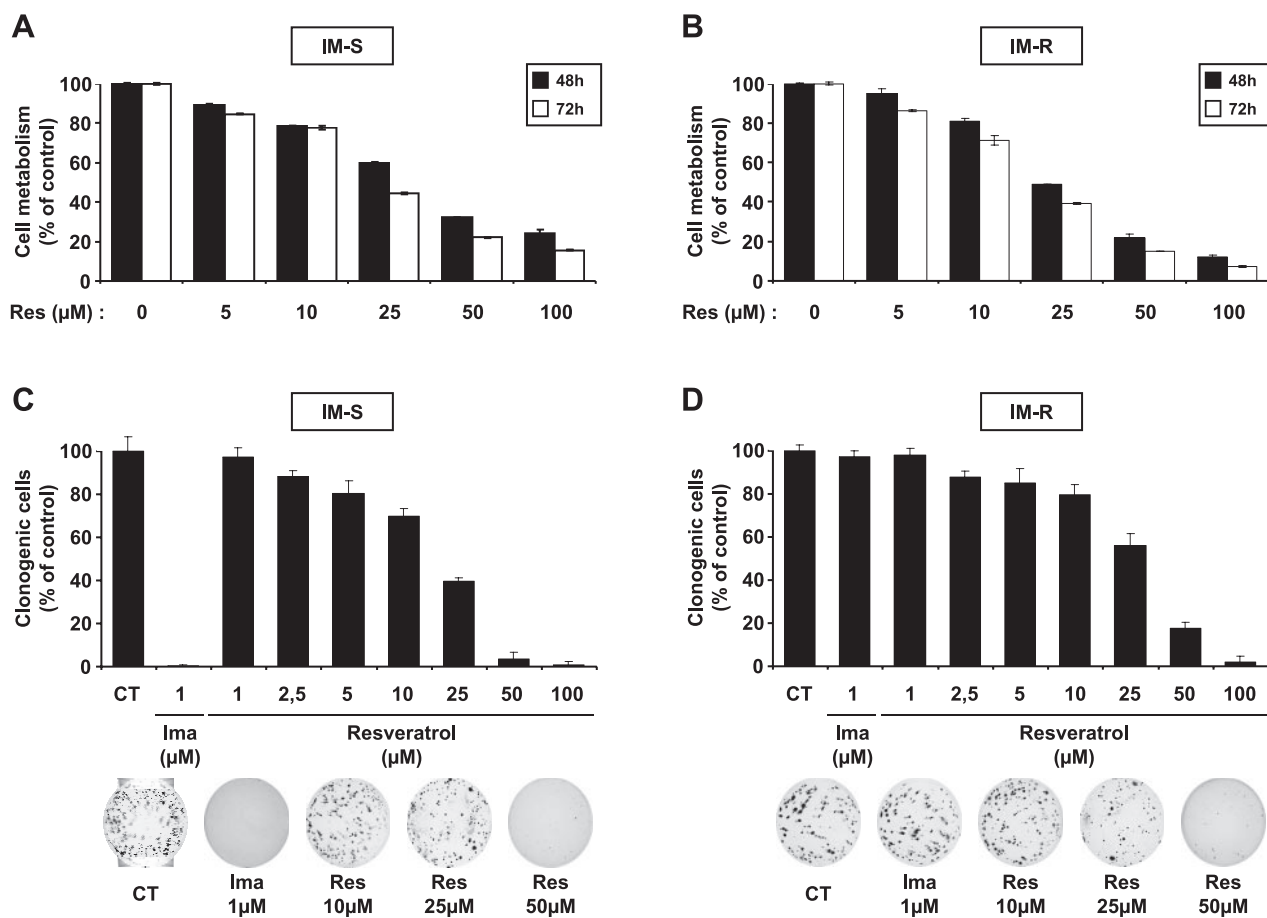 A
IM-S
Cell metabolism
(% of control)
100
80
60
40
20
0
48h
72h
Res (µM) : 0 5 10 25 50 100
B
IM-R
Cell metabolism
(% of control)
100
80
60
40
20
0
48h
72h
Res (µM) : 0 5 10 25 50 100
C
IM-S
Clonogenic cells
(% of control)
100
80
60
40
20
0
CT 1 1 2,5 5 10 25 50 100
Ima
(µM)
Resveratrol
(µM)
CT
Ima
1µM
Res
10µM
Res
25µM
Res
50µM
D
IM-R
Clonogenic cells
(% of control)
100
80
60
40
20
0
CT 1 1 2,5 5 10 25 50 100
Ima
(µM)
Resveratrol
(µM)
CT
Ima
1µM
Res
10µM
Res
25µM
Res
50µM